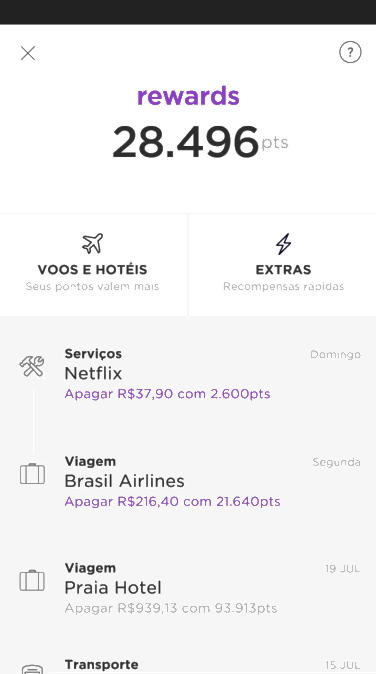 ?
rewards
28.496pts
VOOS E HOTÉIS
Seus pontos valem mais
EXTRAS
Recompensas rápidas
Serviços
Domingo
Netflix
Apagar R$37,90 com 2.600pts
Viagem
Segunda
Brasil Airlines
Apagar R$216,40 com 21.640pts
Viagem
19 JUL
Praia Hotel
Apagar R$939,13 com 93.913pts
Transporte
15 JUL